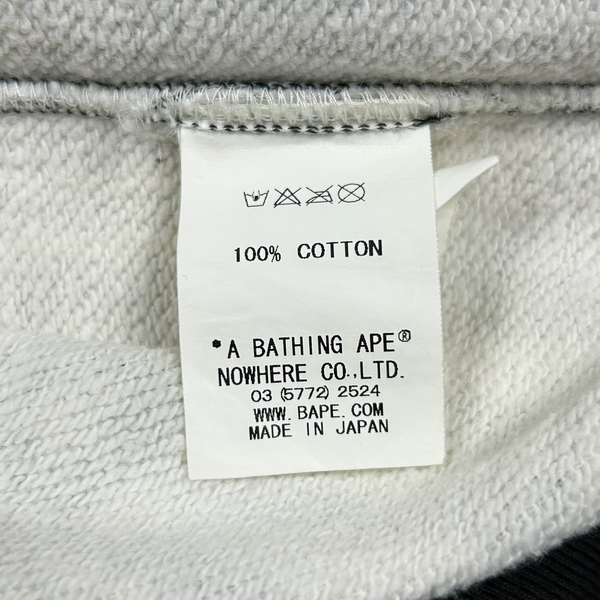 100% COTTON
*A BATHING APE®
NOWHERE CO.,LTD.
03 (5772) 2524
WWW.BAPE.COM
MADE IN JAPAN